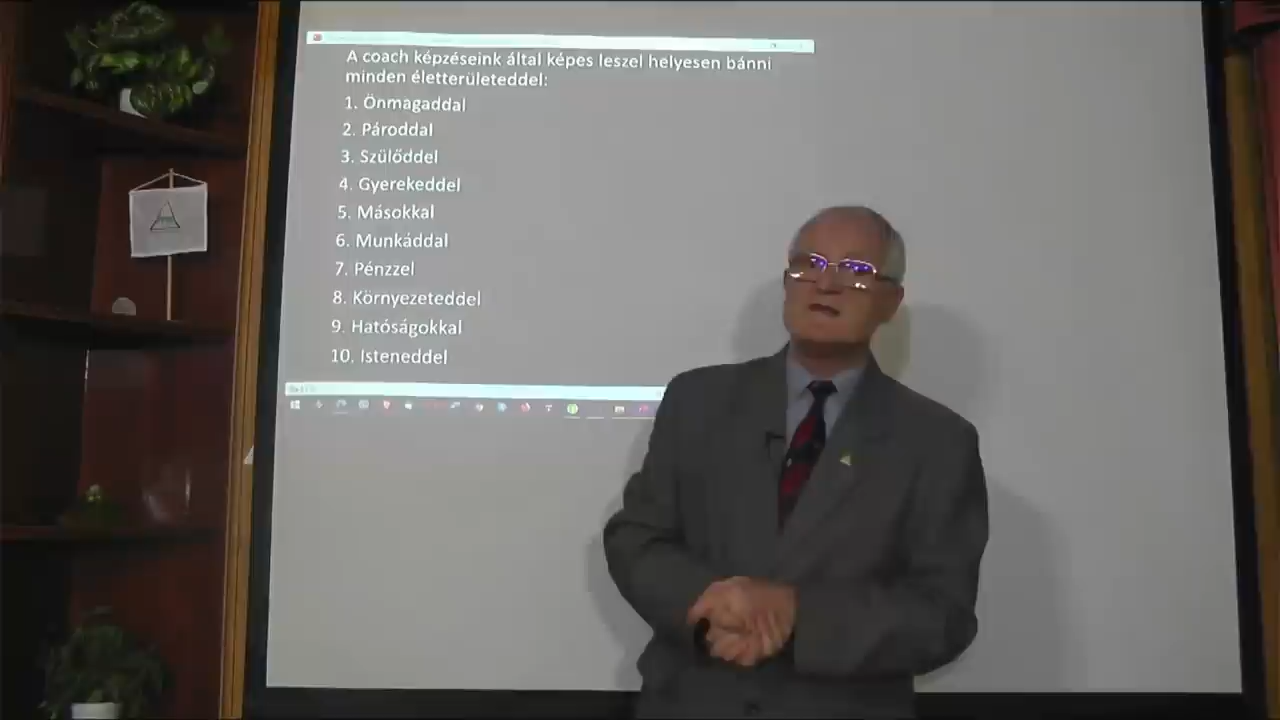 A coach képzéseink által képes leszel helyesen bánni
minden életterületeddel:
1. Önmagaddal
2. Pároddal
3. Szülőddel
4. Gyerekeddel
5. Másokkal
6. Munkáddal
7. Pénzzel
8. Környezeteddel
9. Hatóságokkal
10. Isteneddel